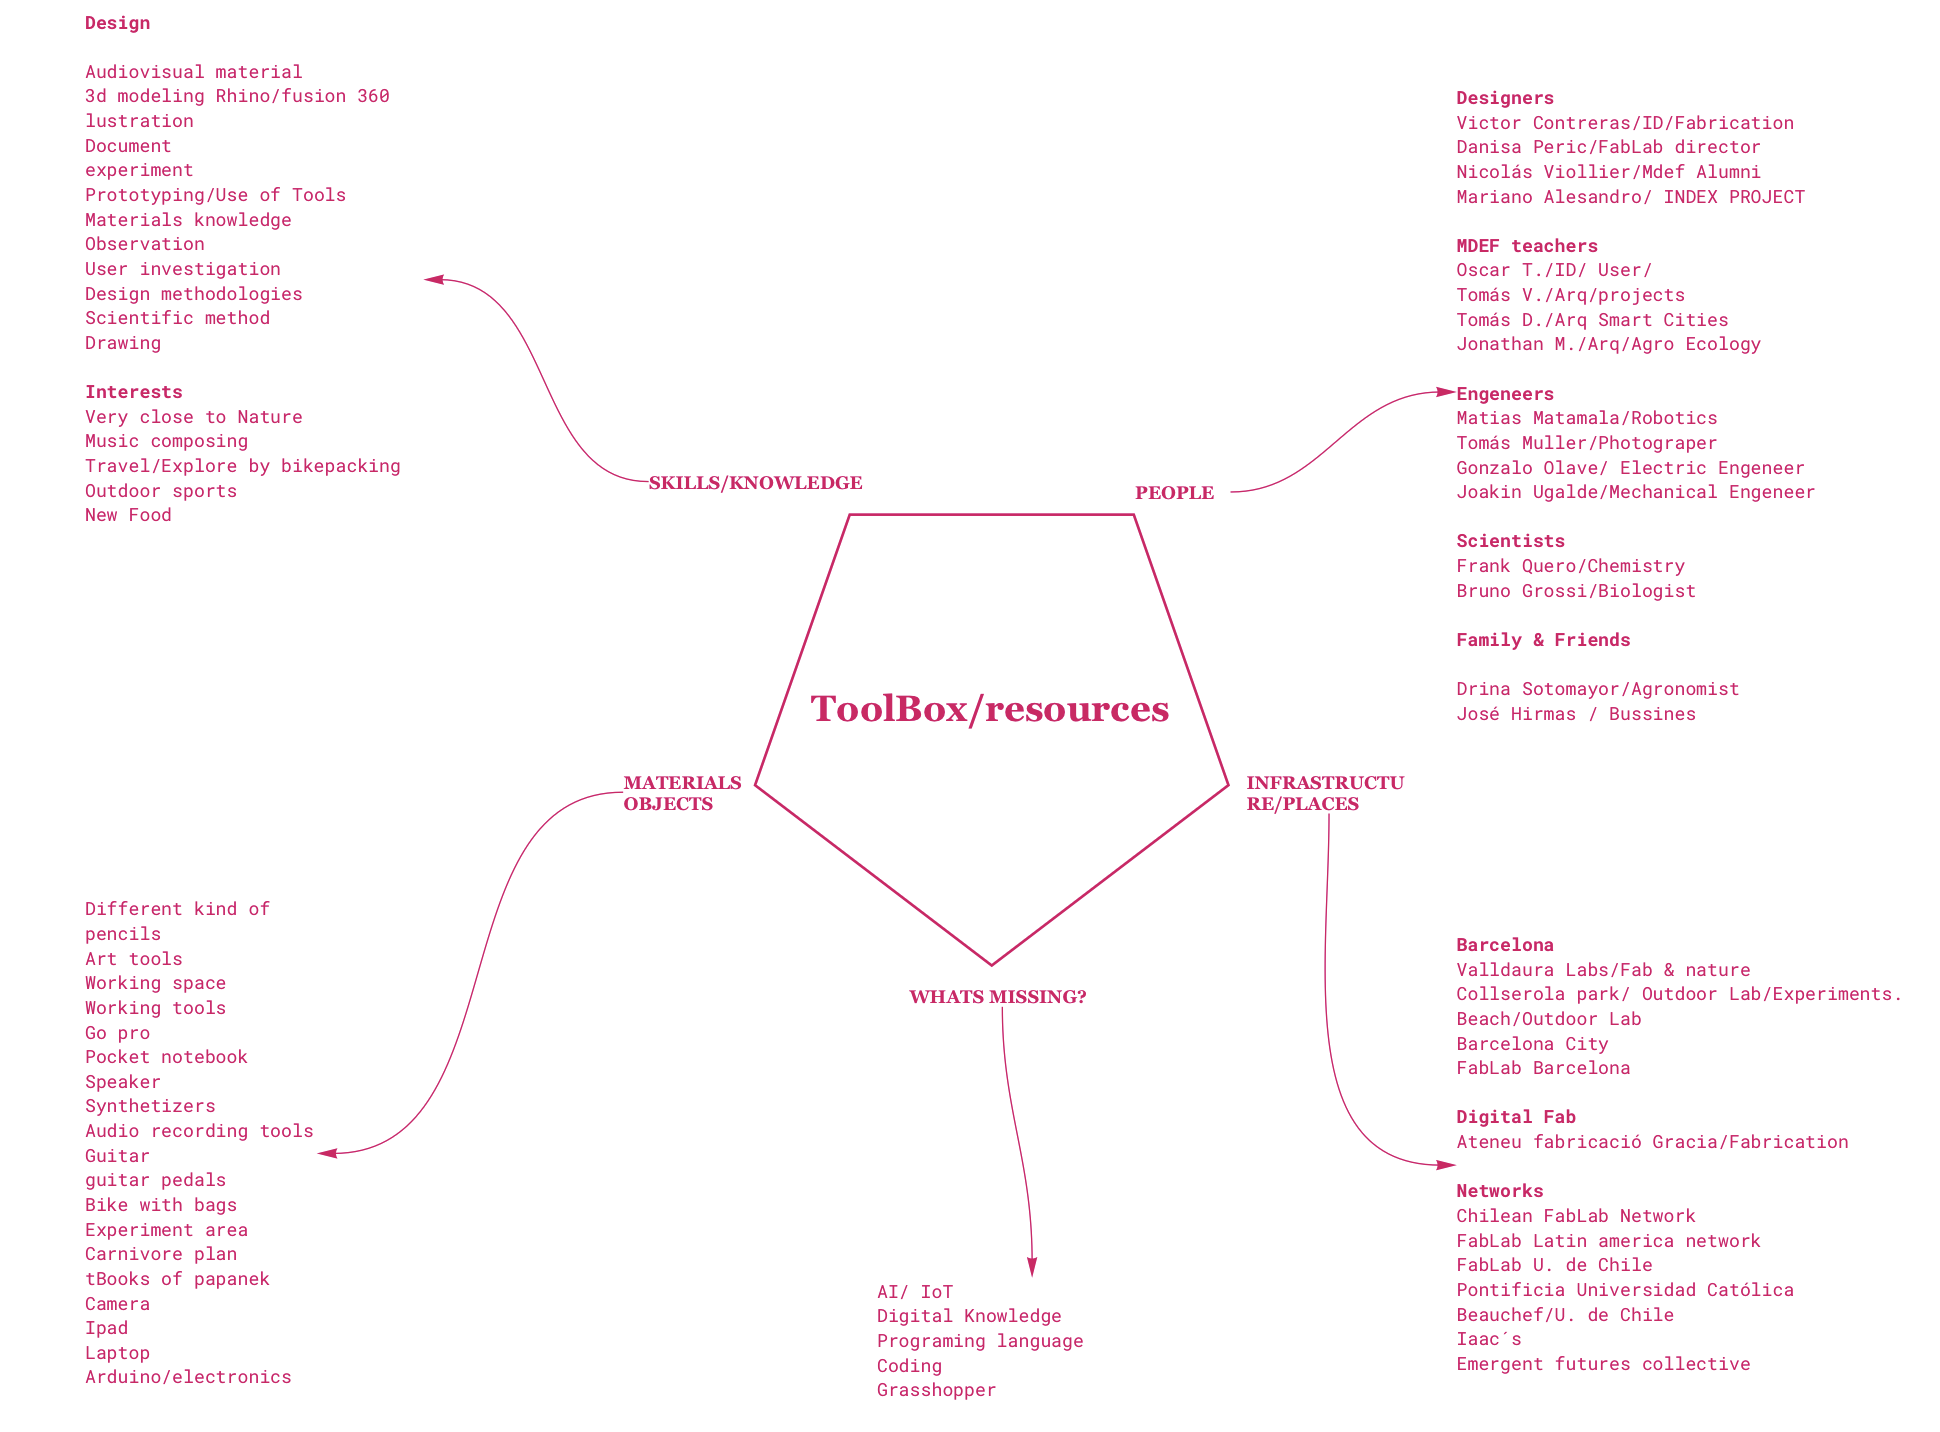 Design
Audiovisual material
3d modeling Rhino/fusion 360
lustration
Document
experiment
Prototyping/Use of Tools
Materials knowledge
Observation
User investigation
Design methodologies
Scientific method
Drawing
Interests
Very close to Nature
Music composing
Travel/Explore by bikepacking
Outdoor sports
New Food
SKILLS/KNOWLEDGE
PEOPLE
Designers
Victor Contreras/ID/Fabrication
Danisa Peric/FabLab director
Nicolás Viollier/Mdef Alumni
Mariano Alesandro/ INDEX PROJECT
MDEF teachers
Oscar T./ID/ User/
Tomás V./Arq/projects
Tomás D./Arq Smart Cities
Jonathan M./Arq/Agro Ecology
Engeneers
Matias Matamala/Robotics
Tomás Muller/Photograper
Gonzalo Olave/ Electric Engeneer
Joakin Ugalde/Mechanical Engeneer
Scientists
Frank Quero/Chemistry
Bruno Grossi/Biologist
Family & Friends
Drina Sotomayor/Agronomist
José Hirmas / Bussines
ToolBox/resources
MATERIALS
OBJECTS
INFRASTRUCTU
RE/PLACES
WHATS MISSING?
Different kind of
pencils
Art tools
Working space
Working tools
Go pro
Pocket notebook
Speaker
Synthetizers
Audio recording tools
Guitar
guitar pedals
Bike with bags
Experiment area
Carnivore plan
tBooks of papanek
Camera
Ipad
Laptop
Arduino/electronics
AI/ IoT
Digital Knowledge
Programing language
Coding
Grasshopper
Barcelona
Valldaura Labs/Fab & nature
Collserola park/ Outdoor Lab/Experiments.
Beach/Outdoor Lab
Barcelona City
FabLab Barcelona
Digital Fab
Ateneu fabricació Gracia/Fabrication
Networks
Chilean FabLab Network
FabLab Latin america network
FabLab U. de Chile
Pontificia Universidad Católica
Beauchef/U. de Chile
Iaac´s
Emergent futures collective